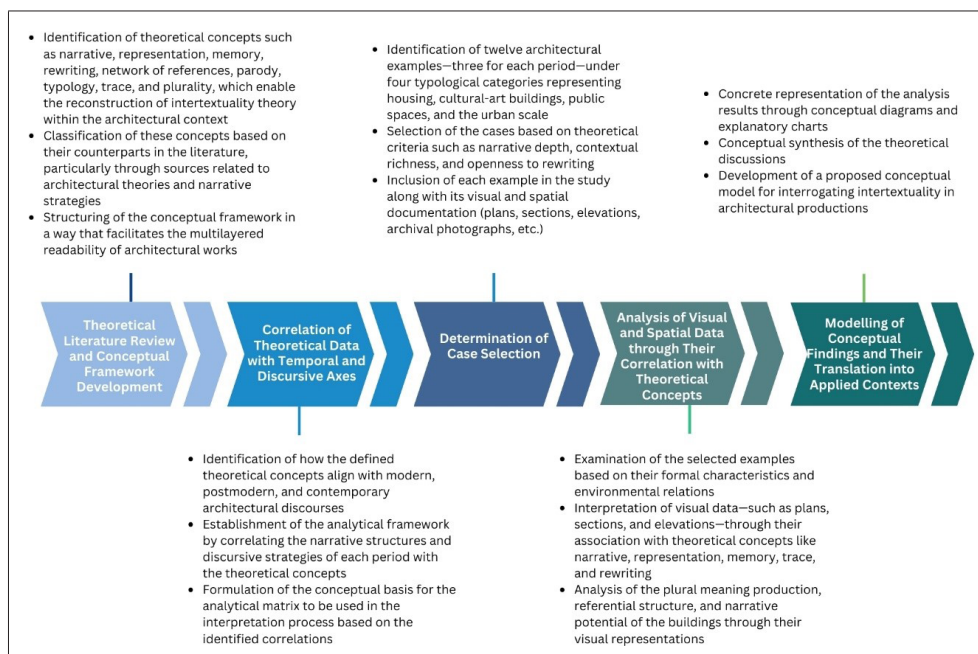 • Identification of theoretical concepts such
as narrative, representation, memory,
rewriting, network of references, parody,
typology, trace, and plurality, which enable
the reconstruction of intertextuality theory
within the architectural context
• Classification of these concepts based on
their counterparts in the literature,
particularly through sources related to
architectural theories and narrative
strategies
• Structuring of the conceptual framework in
a way that facilitates the multilayered
readability of architectural works
• Identification of twelve architectural
examples—three for each period—under
four typological categories representing
housing, cultural-art buildings, public
spaces, and the urban scale
• Selection of the cases based on theoretical
criteria such as narrative depth, contextual
richness, and openness to rewriting
• Inclusion of each example in the study
along with its visual and spatial
documentation (plans, sections, elevations,
archival photographs, etc.)
• Concrete representation of the analysis
results through conceptual diagrams and
explanatory charts
• Conceptual synthesis of the theoretical
discussions
• Development of a proposed conceptual
model for interrogating intertextuality in
architectural productions
Theoretical
Literature Review
and Conceptual
Framework
Development
Correlation of
Theoretical Data
with Temporal and
Discursive Axes
Determination of
Case Selection
Analysis of Visual
and Spatial Data
through Their
Correlation with
Theoretical
Concepts
Modelling of
Conceptual
Findings and Their
Translation into
Applied Contexts
• Identification of how the defined
theoretical concepts align with modern,
postmodern, and contemporary
architectural discourses
• Establishment of the analytical framework
by correlating the narrative structures and
discursive strategies of each period with
the theoretical concepts
• Formulation of the conceptual basis for the
analytical matrix to be used in the
interpretation process based on the
identified correlations
• Examination of the selected examples
based on their formal characteristics and
environmental relations
• Interpretation of visual data—such as plans,
sections, and elevations—through their
association with theoretical concepts like
narrative, representation, memory, trace,
and rewriting
• Analysis of the plural meaning production,
referential structure, and narrative
potential of the buildings through their
visual representations